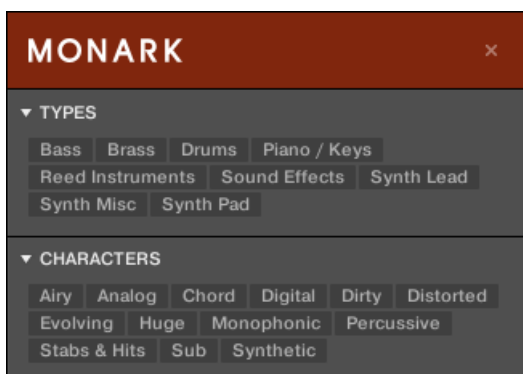 MONARK ×
▼ TYPES
Bass Brass Drums Piano / Keys
Reed Instruments Sound Effects Synth Lead
Synth Misc Synth Pad
▼ CHARACTERS
Airy Analog Chord Digital Dirty Distorted
Evolving Huge Monophonic Percussive
Stabs & Hits Sub Synthetic